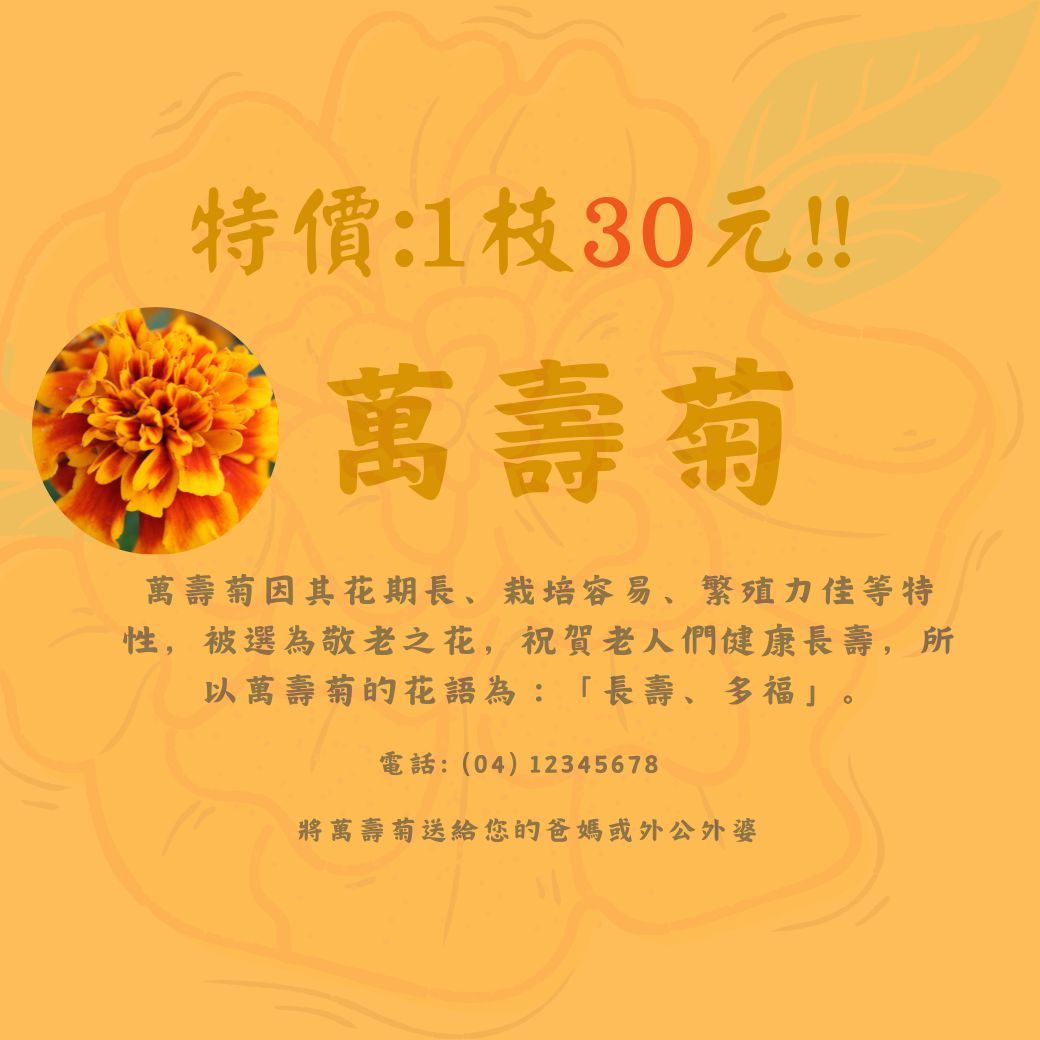 特價:1枝30元!!
萬壽菊
萬壽菊因其花期長、栽培容易、繁殖力佳等特
性，被選為敬老之花，祝賀老人們健康長壽，所
以萬壽菊的花語為：「長壽、多福」。
電話: (04) 12345678
將萬壽菊送給您的爸媽或外公外婆